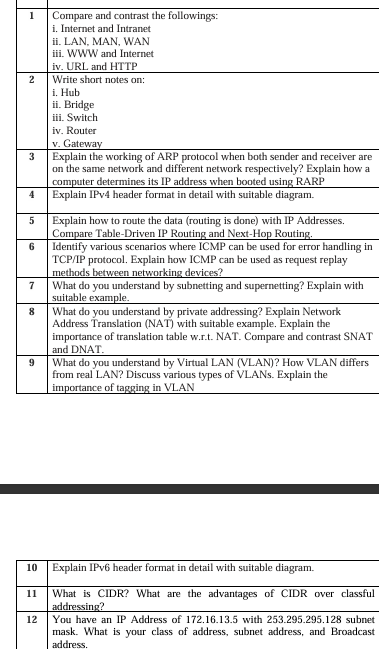 1 Compare and contrast the followings:
i. Internet and Intranet
ii. LAN, MAN, WAN
iii. WWW and Internet
iv. URL and HTTP
2 Write short notes on:
i. Hub
ii. Bridge
iii. Switch
iv. Router
v. Gateway
3 Explain the working of ARP protocol when both sender and receiver are
on the same network and different network respectively? Explain how a
computer determines its IP address when booted using RARP
4 Explain IPv4 header format in detail with suitable diagram.
5 Explain how to route the data (routing is done) with IP Addresses.
Compare Table-Driven IP Routing and Next-Hop Routing.
6 Identify various scenarios where ICMP can be used for error handling in
TCP/IP protocol. Explain how ICMP can be used as request replay
methods between networking devices?
7 What do you understand by subnetting and supernetting? Explain with
suitable example.
8 What do you understand by private addressing? Explain Network
Address Translation (NAT) with suitable example. Explain the
importance of translation table w.r.t. NAT. Compare and contrast SNAT
and DNAT.
9 What do you understand by Virtual LAN (VLAN)? How VLAN differs
from real LAN? Discuss various types of VLANs. Explain the
importance of tagging in VLAN
10 Explain IPv6 header format in detail with suitable diagram.
11 What is CIDR? What are the advantages of CIDR over classful
addressing?
12 You have an IP Address of 172.16.13.5 with 253.295.295.128 subnet
mask. What is your class of address, subnet address, and Broadcast
address.